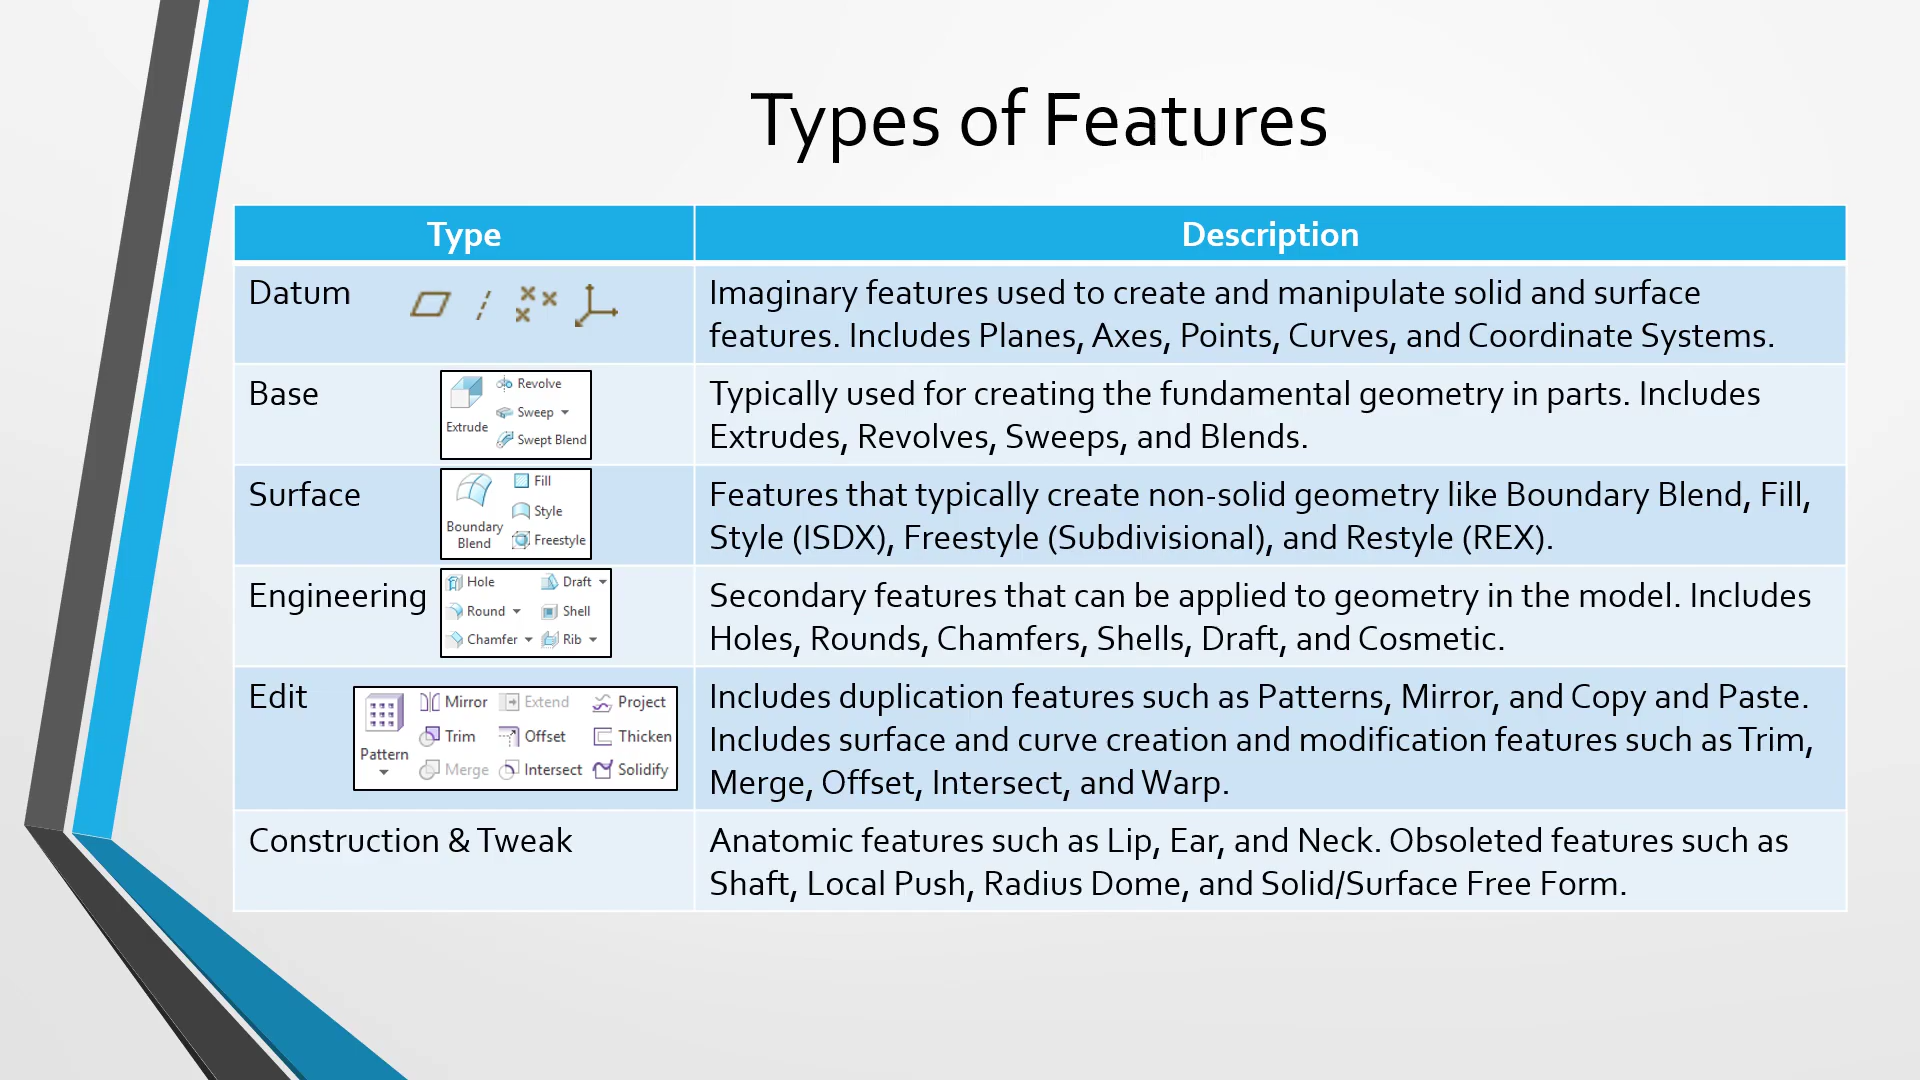 Types of Features
Type
Description
Datum
Imaginary features used to create and manipulate solid and surface
features. Includes Planes, Axes, Points, Curves, and Coordinate Systems.
Base
Extrude
Revolve
Sweep
Swept Blend
Typically used for creating the fundamental geometry in parts. Includes
Extrudes, Revolves, Sweeps, and Blends.
Surface
Boundary
Blend
Fill
Style
Freestyle
Features that typically create non-solid geometry like Boundary Blend, Fill,
Style (ISDX), Freestyle (Subdivisional), and Restyle (REX).
Engineering
Hole
Draft
Round
Shell
Chamfer
Rib
Secondary features that can be applied to geometry in the model. Includes
Holes, Rounds, Chamfers, Shells, Draft, and Cosmetic.
Edit
Pattern
Mirror
Extend
Project
Trim
Offset
Thicken
Merge
Intersect
Solidify
Includes duplication features such as Patterns, Mirror, and Copy and Paste.
Includes surface and curve creation and modification features such as Trim,
Merge, Offset, Intersect, and Warp.
Construction & Tweak
Anatomic features such as Lip, Ear, and Neck. Obsoleted features such as
Shaft, Local Push, Radius Dome, and Solid/Surface Free Form.